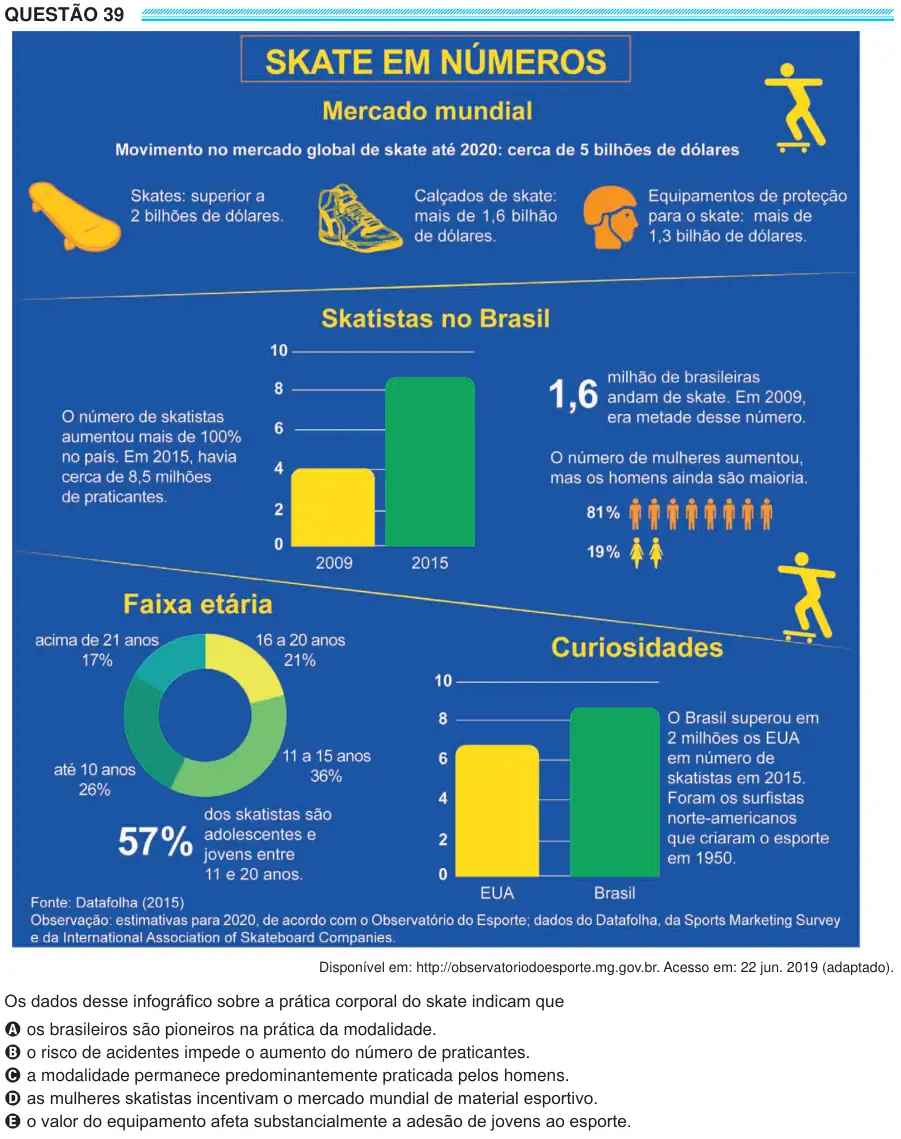 QUESTÃO 39
SKATE EM NÚMEROS
Mercado mundial
Movimento no mercado global de skate até 2020: cerca de 5 bilhões de dólares
Skates: superior a
2 bilhões de dólares.
Calçados de skate:
mais de 1,6 bilhão
de dólares.
Equipamentos de proteção
para o skate: mais de
1,3 bilhão de dólares.
Skatistas no Brasil
O número de skatistas
aumentou mais de 100%
no país. Em 2015, havia
cerca de 8,5 milhões
de praticantes.
10
8
6
4
2
0
2009 2015
1,6 milhão de brasileiras
andam de skate. Em 2009,
era metade desse número.
O número de mulheres aumentou,
mas os homens ainda são maioria.
81%
19%
Faixa etária
acima de 21 anos
17%
16 a 20 anos
21%
até 10 anos
26%
11 a 15 anos
36%
57% dos skatistas são
adolescentes e
jovens entre
11 e 20 anos.
Curiosidades
10
8
6
4
2
0
EUA Brasil
O Brasil superou em
2 milhões os EUA
em número de
skatistas em 2015.
Foram os surfistas
norte-americanos
que criaram o esporte
em 1950.
Fonte: Datafolha (2015)
Observação: estimativas para 2020, de acordo com o Observatório do Esporte; dados do Datafolha, da Sports Marketing Survey
e da International Association of Skateboard Companies.
Disponível em: http://observatoriodoesporte.mg.gov.br. Acesso em: 22 jun. 2019 (adaptado).
Os dados desse infográfico sobre a prática corporal do skate indicam que
A os brasileiros são pioneiros na prática da modalidade.
B o risco de acidentes impede o aumento do número de praticantes.
C a modalidade permanece predominantemente praticada pelos homens.
D as mulheres skatistas incentivam o mercado mundial de material esportivo.
E o valor do equipamento afeta substancialmente a adesão de jovens ao esporte.